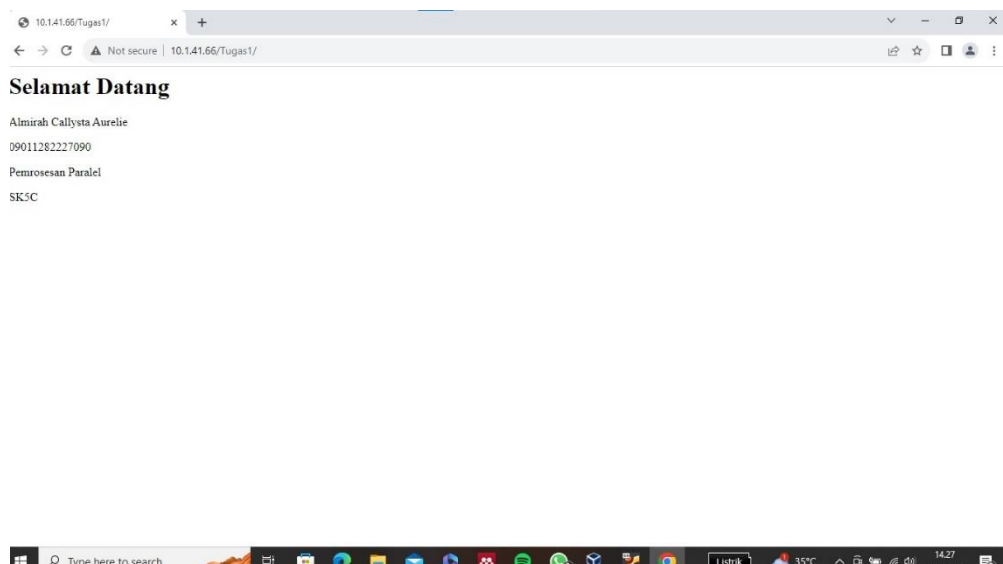 10.1.41.66/Tugas1/
Not secure | 10.1.41.66/Tugas1/
Selamat Datang
Almirah Callysta Aurelie
09011282227090
Pemrosesan Paralel
SK5C
Type here to search
Listrik
35°C
14.27